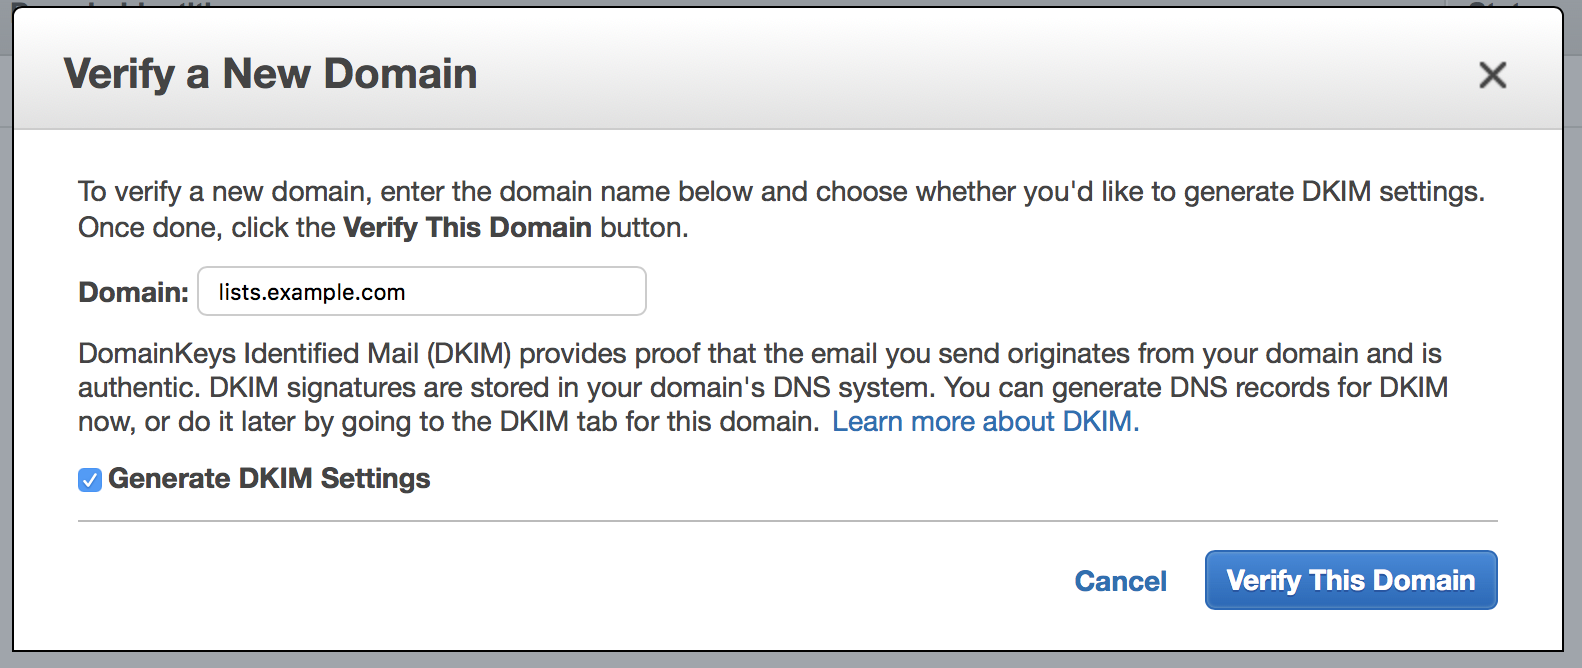 Verify a New Domain
To verify a new domain, enter the domain name below and choose whether you'd like to generate DKIM settings.
Once done, click the Verify This Domain button.
Domain: lists.example.com
DomainKeys Identified Mail (DKIM) provides proof that the email you send originates from your domain and is
authentic. DKIM signatures are stored in your domain's DNS system. You can generate DNS records for DKIM
now, or do it later by going to the DKIM tab for this domain. Learn more about DKIM.
Generate DKIM Settings
Cancel Verify This Domain